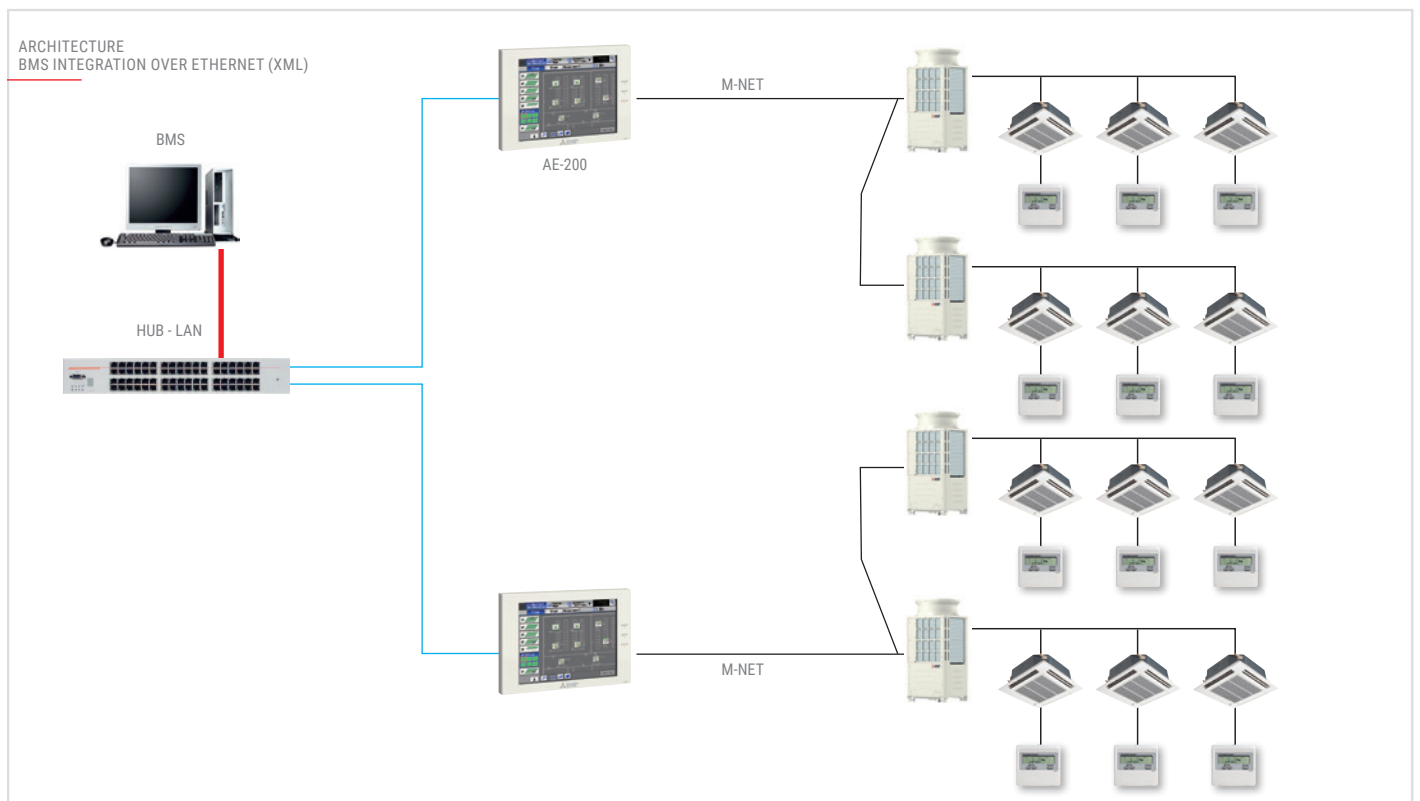 ARCHITECTURE
BMS INTEGRATION OVER ETHERNET (XML)
BMS
HUB - LAN
AE-200
M-NET
M-NET